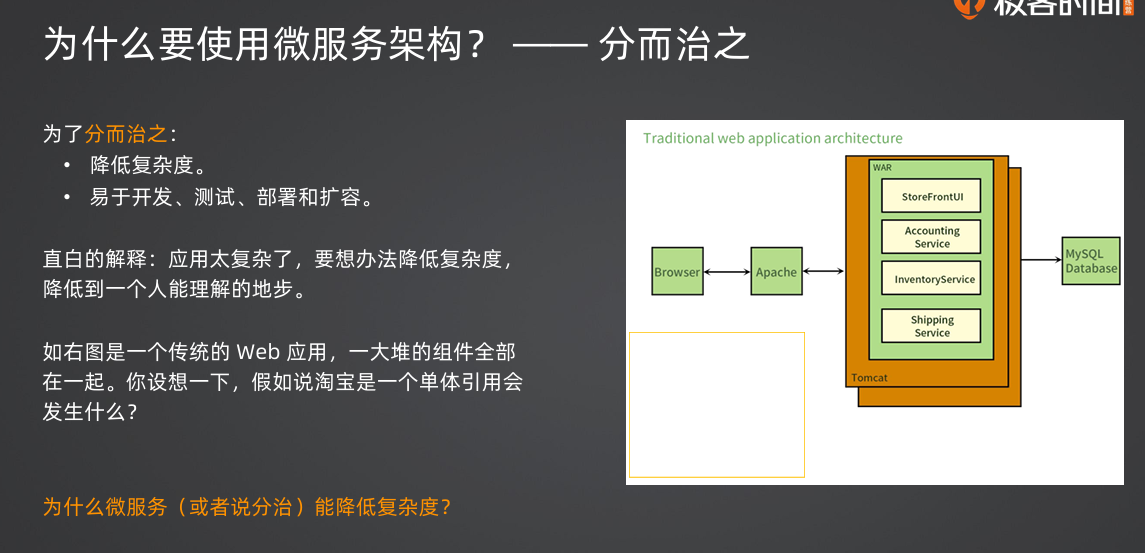 极客时间
为什么要使用微服务架构？ —— 分而治之
为了分而治之：
• 降低复杂度。
• 易于开发、测试、部署和扩容。
直白的解释：应用太复杂了，要想办法降低复杂度，
降低到一个人能理解的地步。
如右图是一个传统的 Web 应用，一大堆的组件全部
在一起。你设想一下，假如说淘宝是一个单体引用会
发生什么？
为什么微服务（或者说分治）能降低复杂度？
Traditional web application architecture
WAR
StoreFrontUI
Accounting
Service
InventoryService
Shipping
Service
Tomcat
Browser
Apache
MySQL
Database